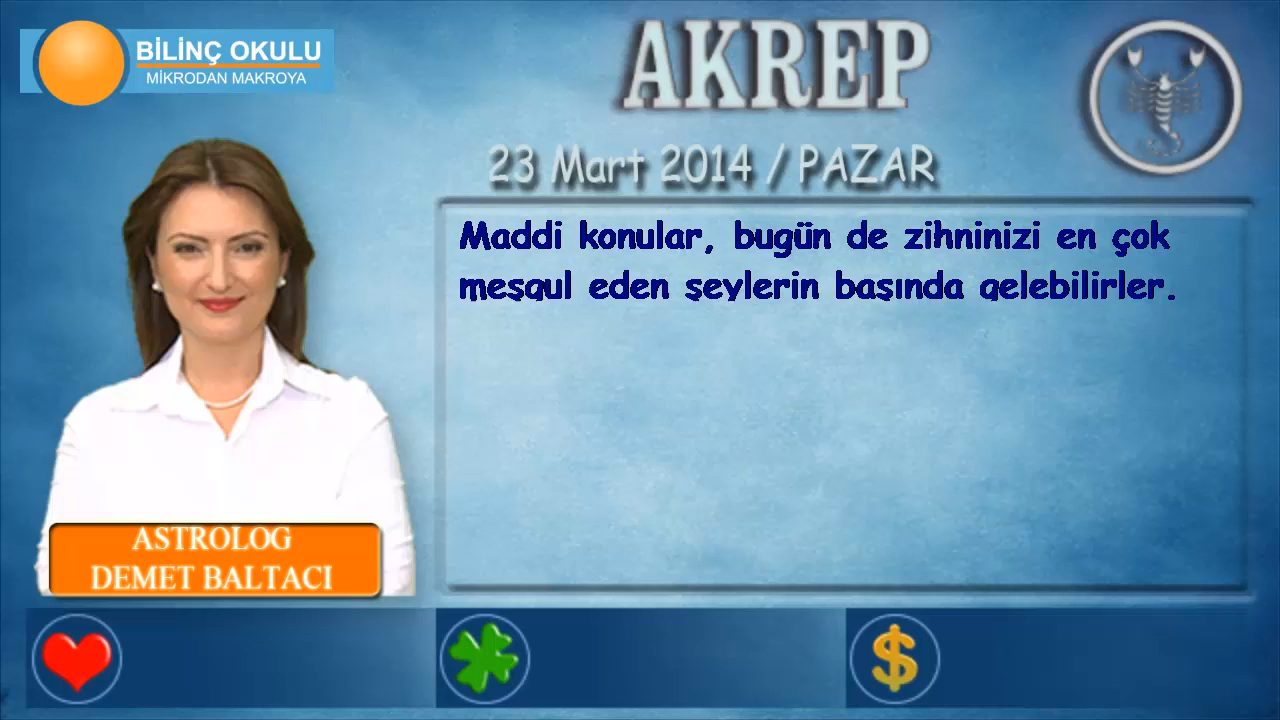 BİLİNÇ OKULU
MİKRODAN MAKROYA
AKREP
23 Mart 2014 / PAZAR
Maddi konular, bugün de zihninizi en çok
meşgul eden şeylerin başında gelebilirler.
ASTROLOG
DEMET BALTACI